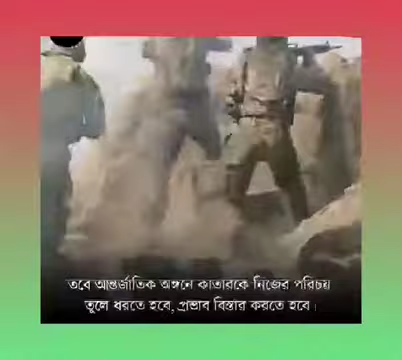 তবে আন্তর্জাতিক অঙ্গনে কাতারকে নিজের পরিচয়
তুলে ধরতে হবে, প্রভাব বিস্তার করতে হবে।